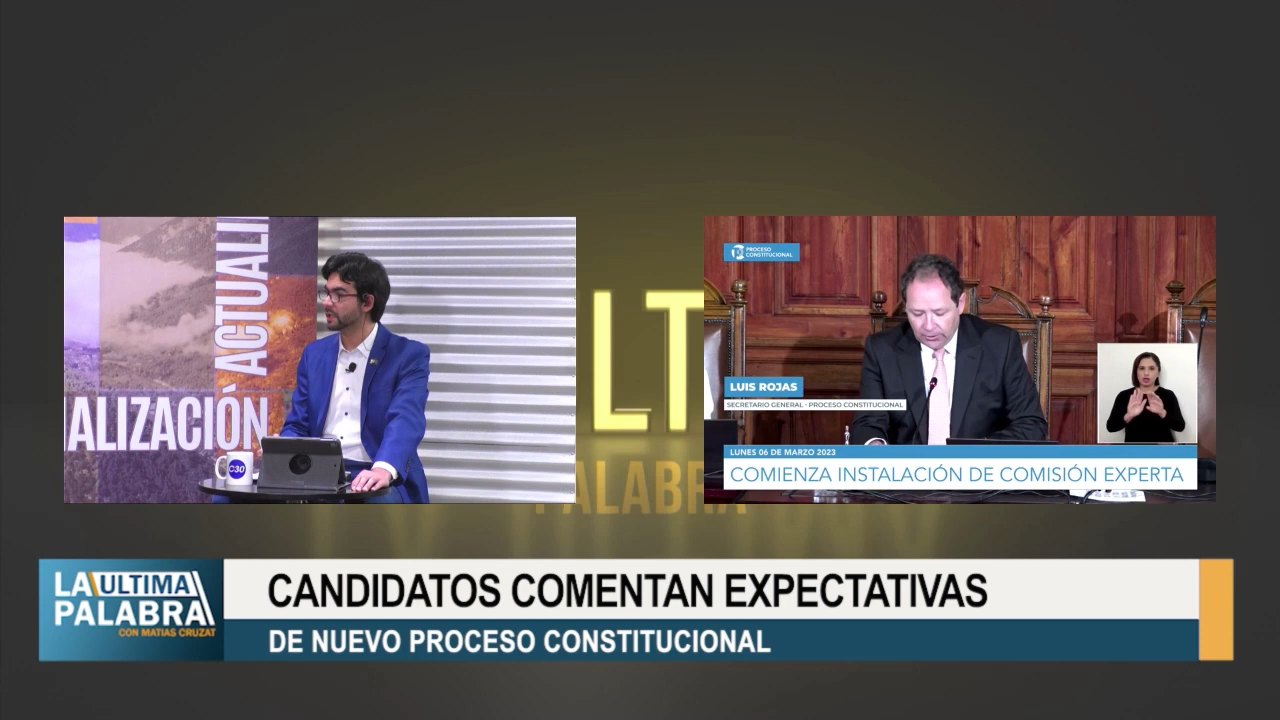 ACTUALI
ALIZACIÓN
C30
LT
PALABRA
PROCESO
CONSTITUCIONAL
LUIS ROJAS
SECRETARIO GENERAL - PROCESO CONSTITUCIONAL
LUNES 06 DE MARZO 2023
COMIENZA INSTALACIÓN DE COMISIÓN EXPERTA
LA ULTIMA
PALABRA
CON MATIAS CRUZAT
CANDIDATOS COMENTAN EXPECTATIVAS
DE NUEVO PROCESO CONSTITUCIONAL